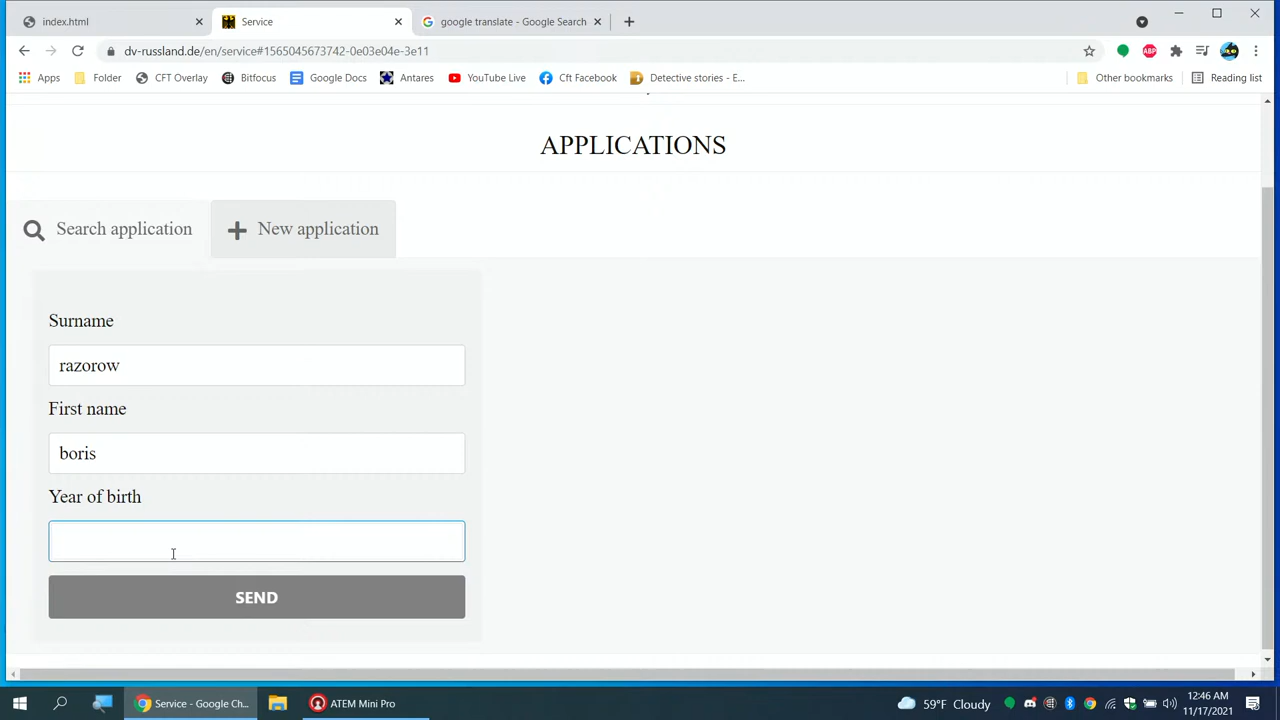 index.html
Service
google translate - Google Search
dv-russland.de/en/service#1565045673742-0e03e04e-3e11
ABP
Apps
Folder
CFT Overlay
Bitfocus
Google Docs
Antares
YouTube Live
Cft Facebook
Detective stories - E...
Other bookmarks
Reading list
APPLICATIONS
Search application
New application
Surname
razorow
First name
boris
Year of birth
SEND
Service - Google Ch...
ATEM Mini Pro
59°F Cloudy
12:46 AM
11/17/2021